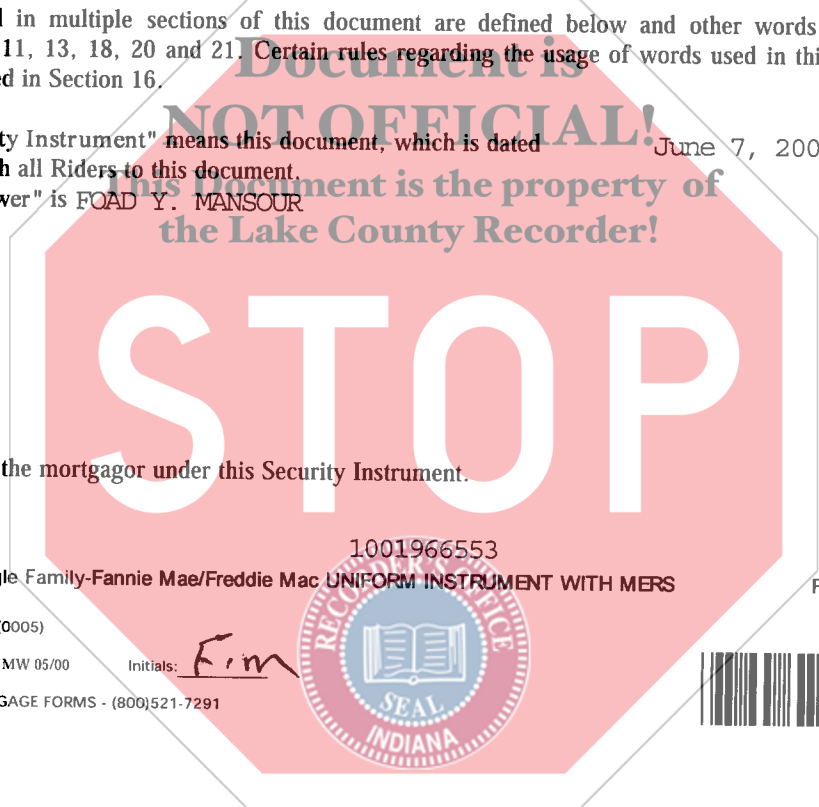 in multiple sections of this document are defined below and other words
11, 13, 18, 20 and 21. Certain rules regarding the usage of words used in thi
ed in Section 16.
Document is
NOT OFFICIAL!
This Document is the property of
the Lake County Recorder!
ty Instrument" means this document, which is dated June 7, 200
h all Riders to this document.
wer" is FOAD Y. MANSOUR
STOP
the mortgagor under this Security Instrument.
1001966553
le Family-Fannie Mae/Freddie Mac UNIFORM INSTRUMENT WITH MERS
(0005)
MW 05/00 Initials:
GAGE FORMS - (800)521-7291
RECORDER'S OFFICE
SEAL
INDIANA